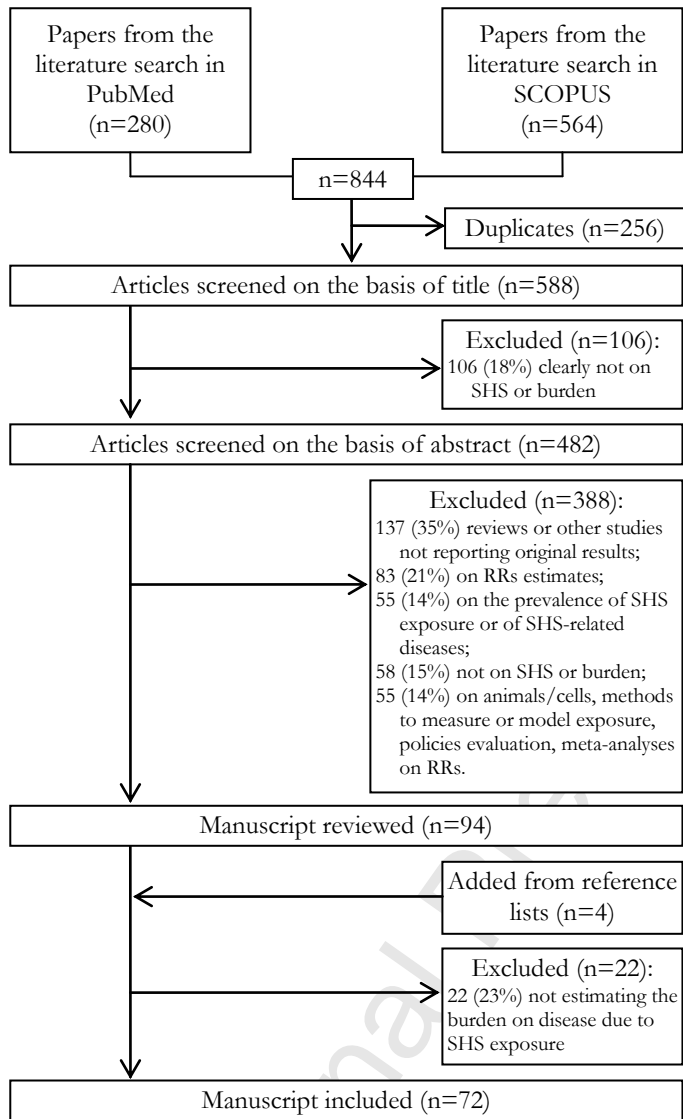 Papers from the
literature search in
PubMed
(n=280)
Papers from the
literature search in
SCOPUS
(n=564)
n=844
Duplicates (n=256)
Articles screened on the basis of title (n=588)
Excluded (n=106):
106 (18%) clearly not on
SHS or burden
Articles screened on the basis of abstract (n=482)
Excluded (n=388):
137 (35%) reviews or other studies
not reporting original results;
83 (21%) on RRs estimates;
55 (14%) on the prevalence of SHS
exposure or of SHS-related
diseases;
58 (15%) not on SHS or burden;
55 (14%) on animals/cells, methods
to measure or model exposure,
policies evaluation, meta-analyses
on RRs.
Manuscript reviewed (n=94)
Added from reference
lists (n=4)
Excluded (n=22):
22 (23%) not estimating the
burden on disease due to
SHS exposure
Manuscript included (n=72)